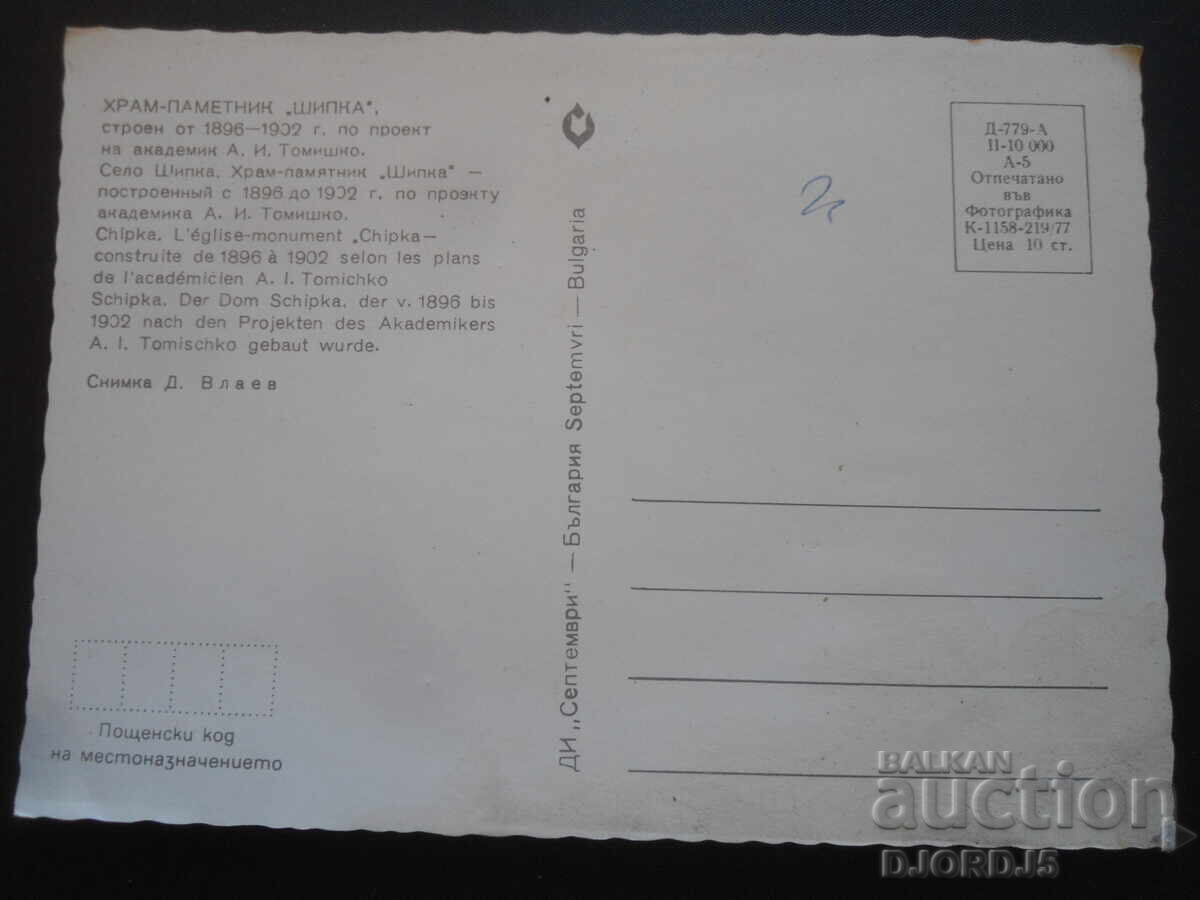 ХРАМ-ПАМЕТНИК „ШИПКА",
строен от 1896—1902 г. по проект
на академик А. И. Томишко.
Село Шипка. Храм-памятник „Шипка" —
построенный с 1896 до 1902 г. по проэкту
академика А. И. Томишко.
Chipka. L'église-monument „Chipka—
construite de 1896 à 1902 selon les plans
de l'académicien A. I. Tomichko
Schipka. Der Dom Schipka, der v. 1896 bis
1902 nach den Projekten des Akademikers
A. I. Tomischko gebaut wurde.
Снимка Д. Влаев
Пощенски код
на местоназначението
ДИ „Септември" — България Septemvri — Bulgaria
Д-779-А
II-10 000
А-5
Отпечатано
във
Фотографика
К-1158-219/77
Цена 10 ст.
BALKAN
auction
DJORDJ5